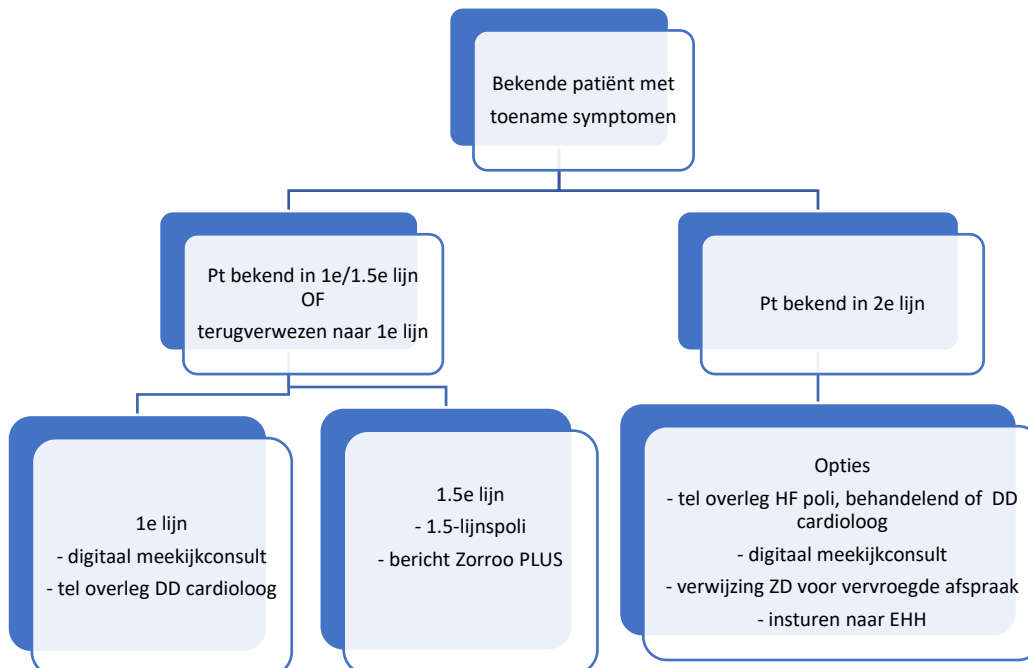 Bekende patiënt met
toename symptomen
Pt bekend in 1e/1.5e lijn
OF
terugverwezen naar 1e lijn
Pt bekend in 2e lijn
1e lijn
- digitaal meekijkconsult
- tel overleg DD cardioloog
1.5e lijn
- 1.5-lijnspoli
- bericht Zorroo PLUS
Opties
- tel overleg HF poli, behandelend of DD
cardioloog
- digitaal meekijkconsult
- verwijzing ZD voor vervroegde afspraak
- insturen naar EHH